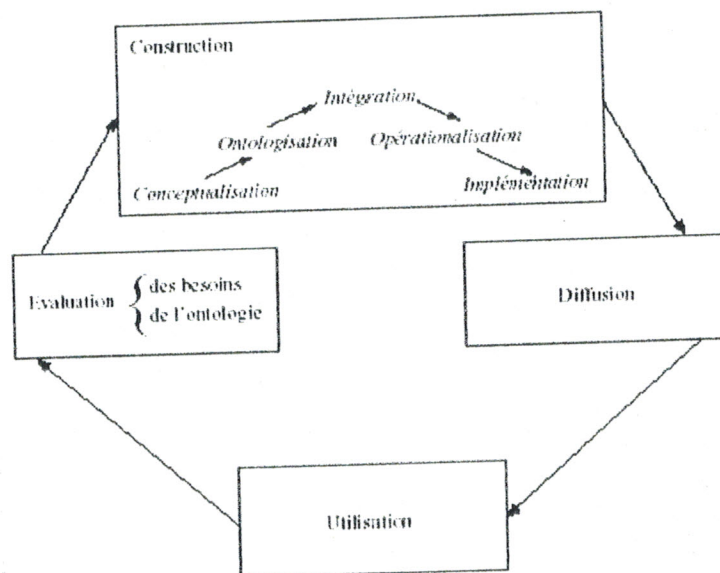 Construction
Intégration
Ontologisation Opérationalisation
Conceptualisation Implémentation
Evaluation { des besoins
de l'ontologie
Diffusion
Utilisation